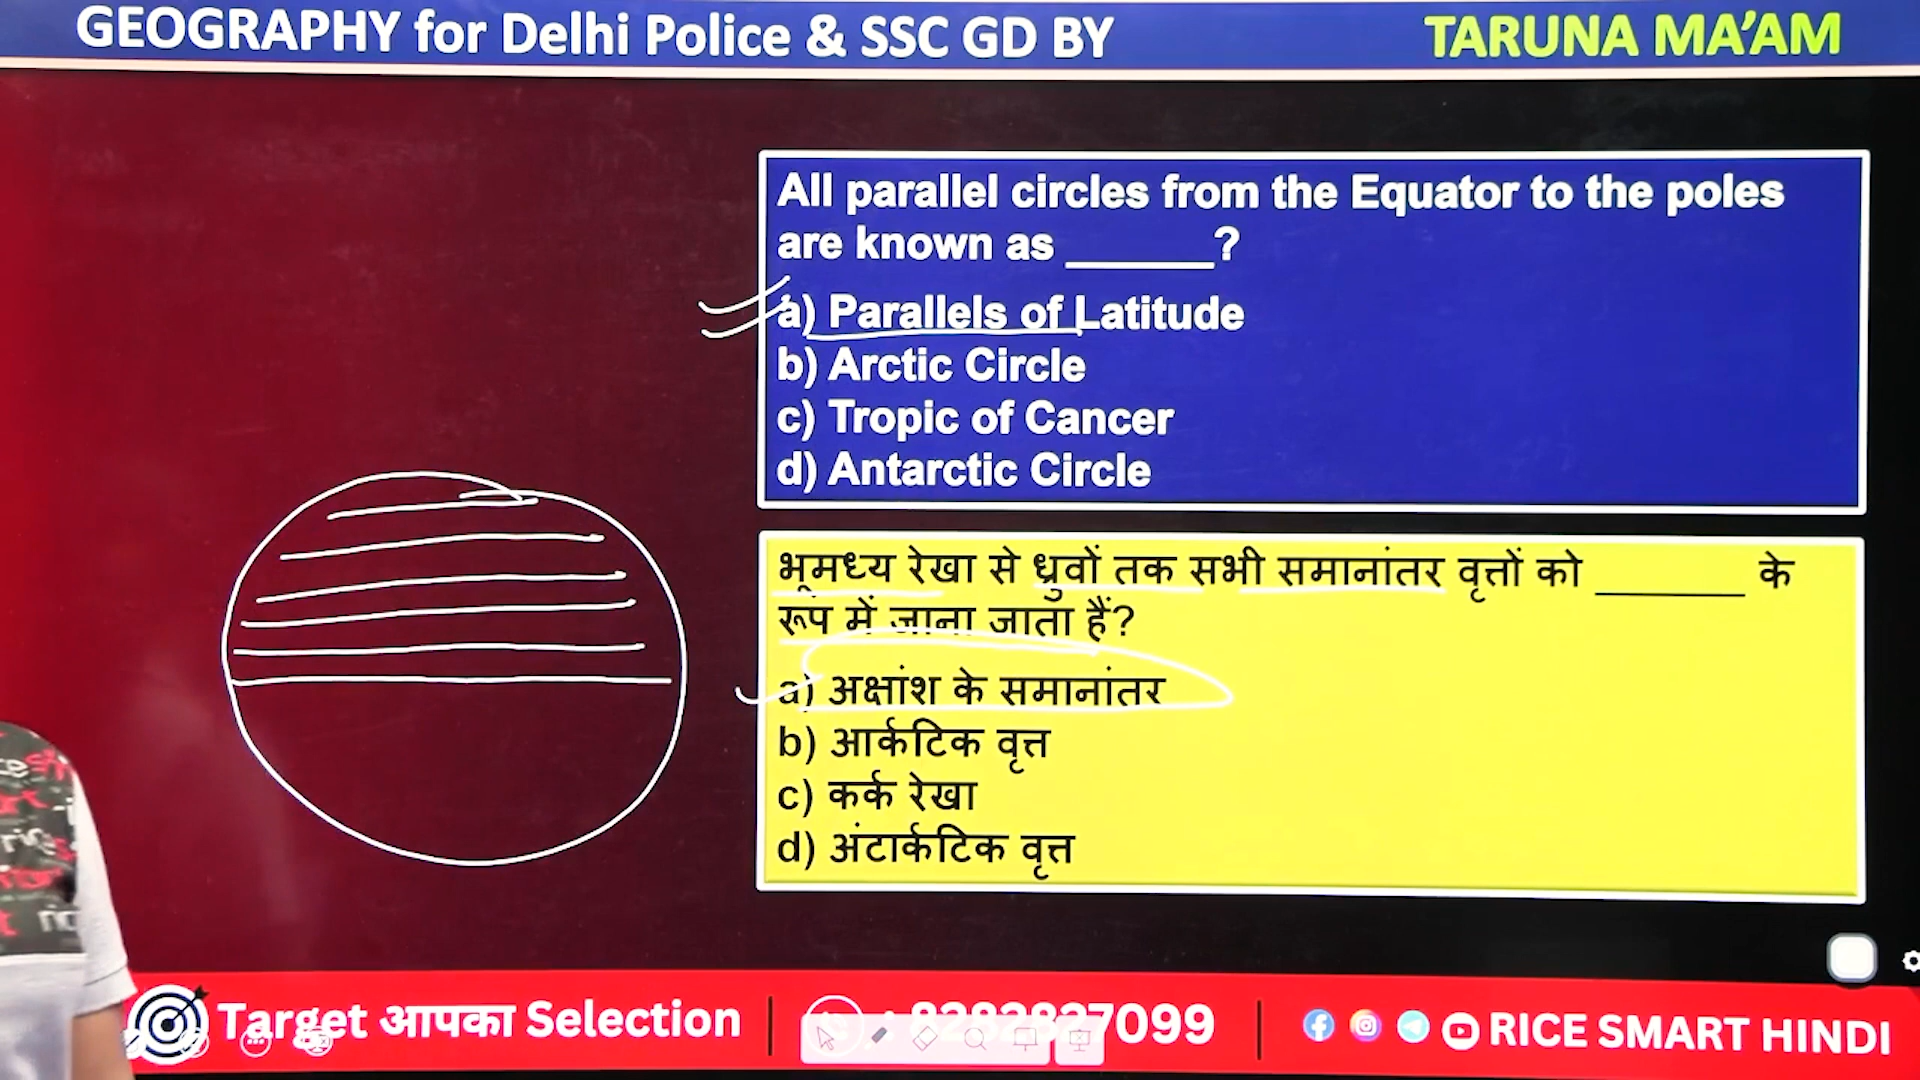 GEOGRAPHY for Delhi Police & SSC GD BY
TARUNA MA'AM
All parallel circles from the Equator to the poles
are known as ______?
a) Parallels of Latitude
b) Arctic Circle
c) Tropic of Cancer
d) Antarctic Circle
भूमध्य रेखा से ध्रुवों तक सभी समानांतर वृत्तों को ______ के
रूप में जाना जाता हैं?
a) अक्षांश के समानांतर
b) आर्कटिक वृत्त
c) कर्क रेखा
d) अंटार्कटिक वृत्त
Target आपका Selection
: 8282827099
RICE SMART HINDI